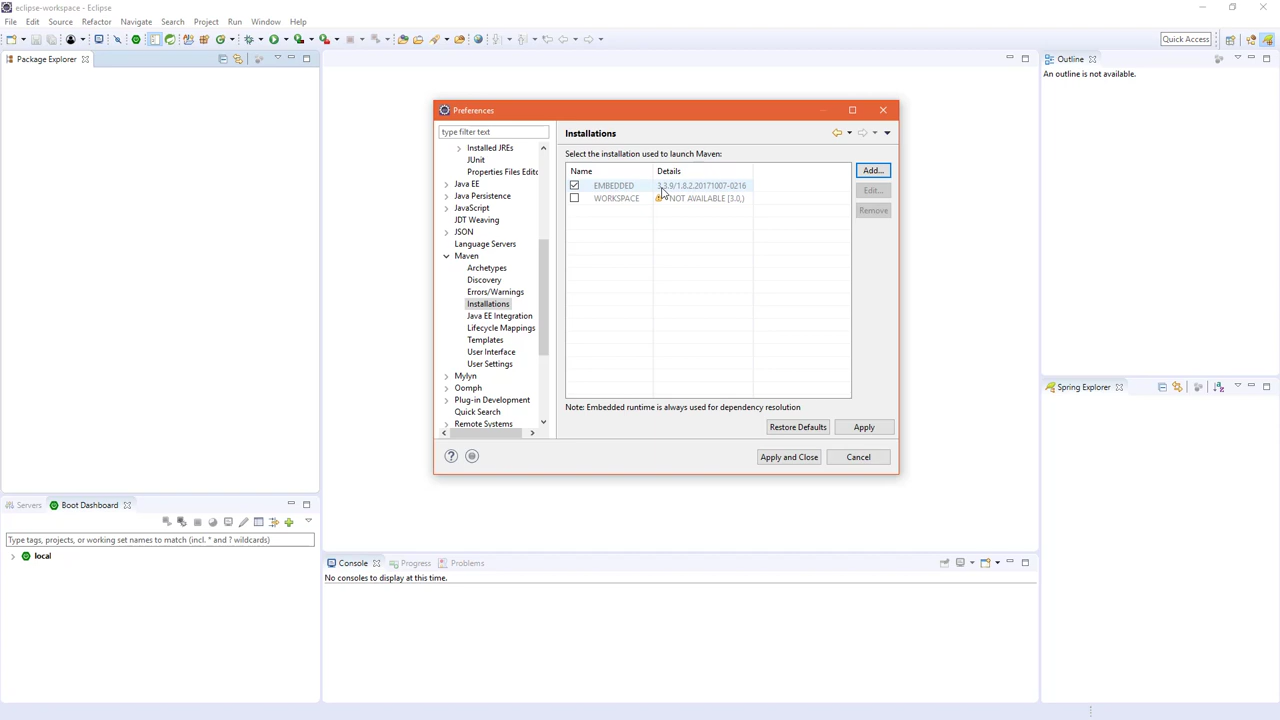 eclipse-workspace - Eclipse
File Edit Source Refactor Navigate Search Project Run Window Help
Quick Access
Package Explorer
Outline
An outline is not available.
Preferences
type filter text
Installed JREs
JUnit
Properties Files Edito
Java EE
Java Persistence
JavaScript
JDT Weaving
JSON
Language Servers
Maven
Archetypes
Discovery
Errors/Warnings
Installations
Java EE Integration
Lifecycle Mappings
Templates
User Interface
User Settings
Mylyn
Oomph
Plug-in Development
Quick Search
Remote Systems
Installations
Select the installation used to launch Maven:
Name Details
EMBEDDED 3.3.9/1.8.2.20171007-0216
WORKSPACE NOT AVAILABLE [3.0,)
Add...
Edit...
Remove
Note: Embedded runtime is always used for dependency resolution
Restore Defaults Apply
Apply and Close Cancel
Spring Explorer
Servers Boot Dashboard
Type tags, projects, or working set names to match (incl. * and ? wildcards)
local
Console Progress Problems
No consoles to display at this time.